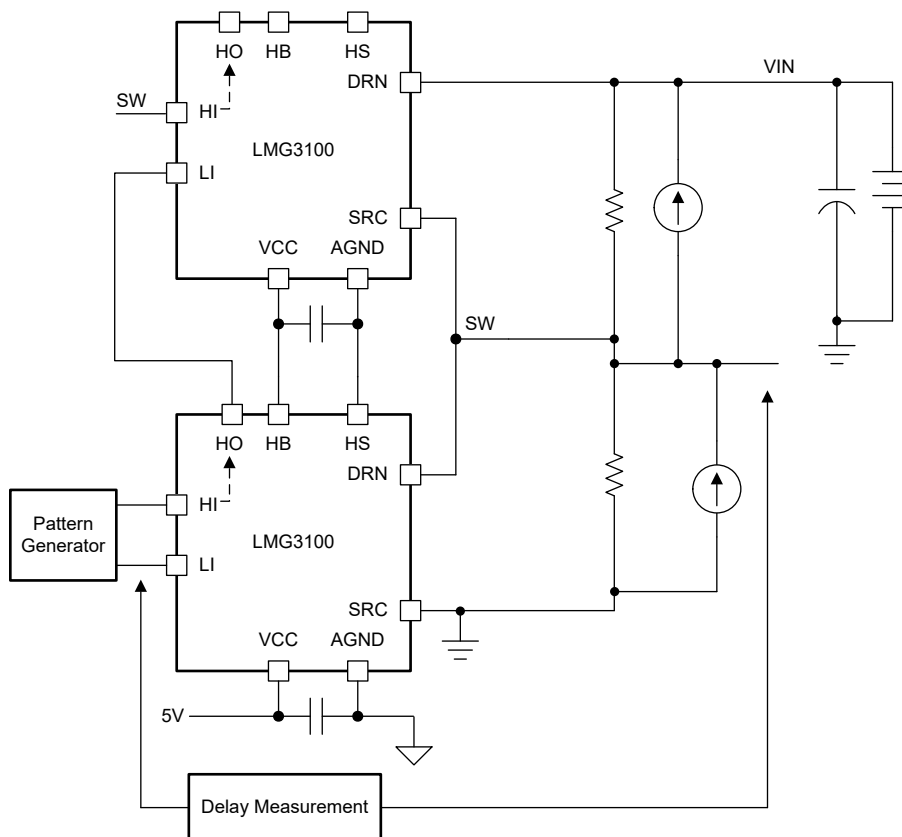 HO HB HS
DRN VIN
SW HI
LMG3100
LI
SRC
VCC AGND
SW
HO HB HS
DRN
HI
Pattern
Generator
LMG3100
LI
SRC
VCC AGND
5V
Delay Measurement